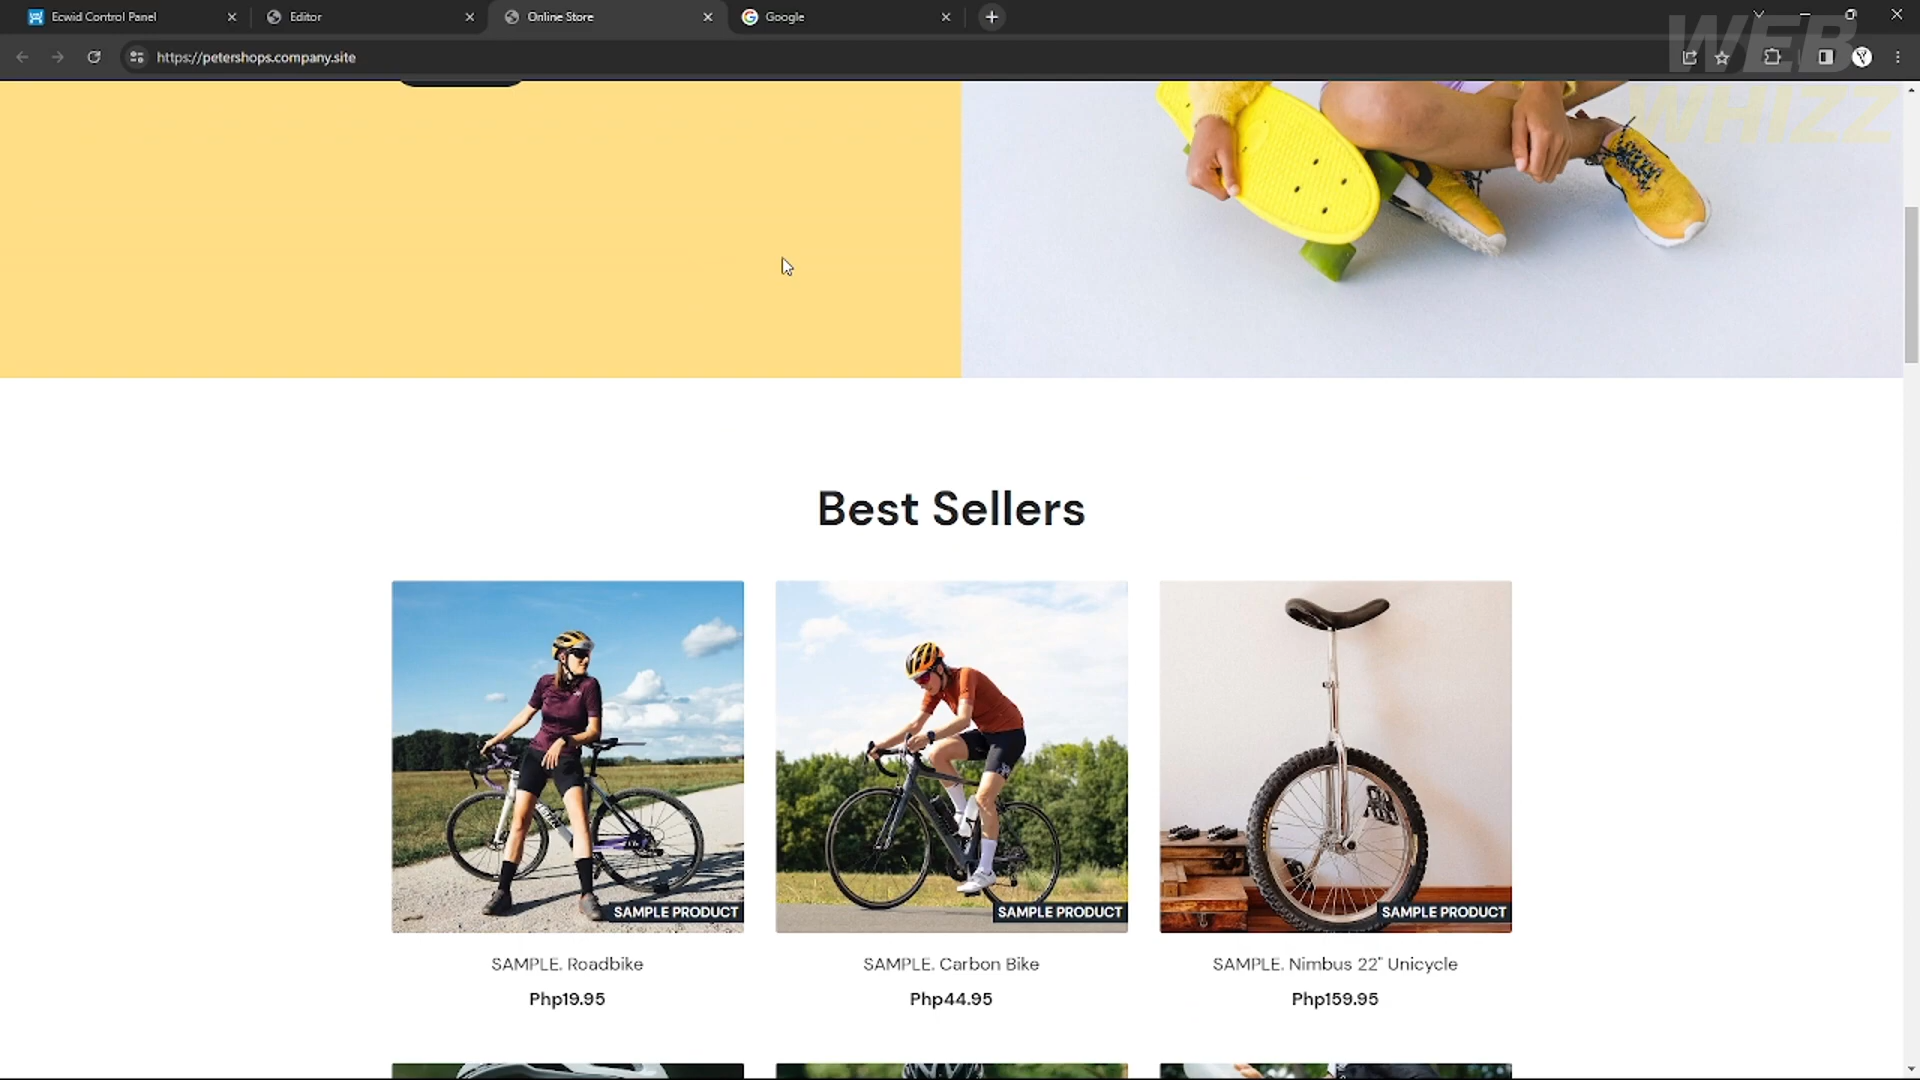 Ecwid Control Panel
Editor
Online Store
Google
https://petershops.company.site
WEB
WHIZZ
Best Sellers
SAMPLE PRODUCT
SAMPLE PRODUCT
SAMPLE PRODUCT
SAMPLE. Roadbike
SAMPLE. Carbon Bike
SAMPLE. Nimbus 22" Unicycle
Php19.95
Php44.95
Php159.95